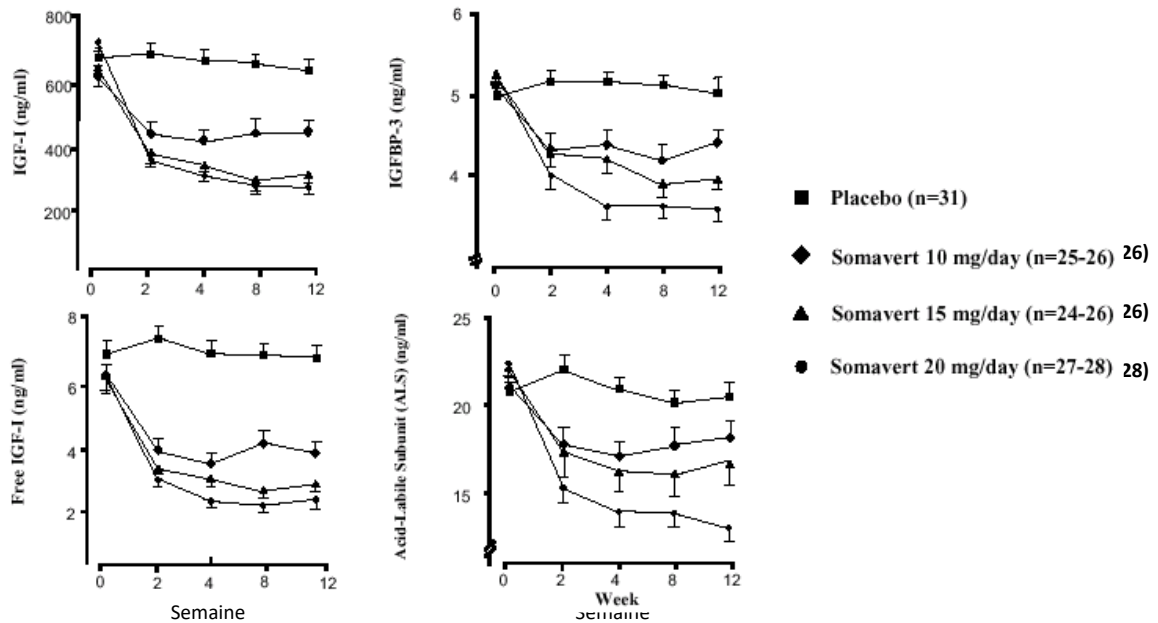 800
600
400
200
IGF-I (ng/ml)
0 2 4 8 12
6
5
4
IGFBP-3 (ng/ml)
0 2 4 8 12
Placebo (n=31)
Somavert 10 mg/day (n=25-26) 26)
Somavert 15 mg/day (n=24-26) 26)
Somavert 20 mg/day (n=27-28) 28)
8
6
4
2
Free IGF-I (ng/ml)
0 2 4 8 12
Semaine
25
20
15
Acid-Labile Subunit (ALS) (ng/ml)
0 2 4 8 12
Week
Semaine